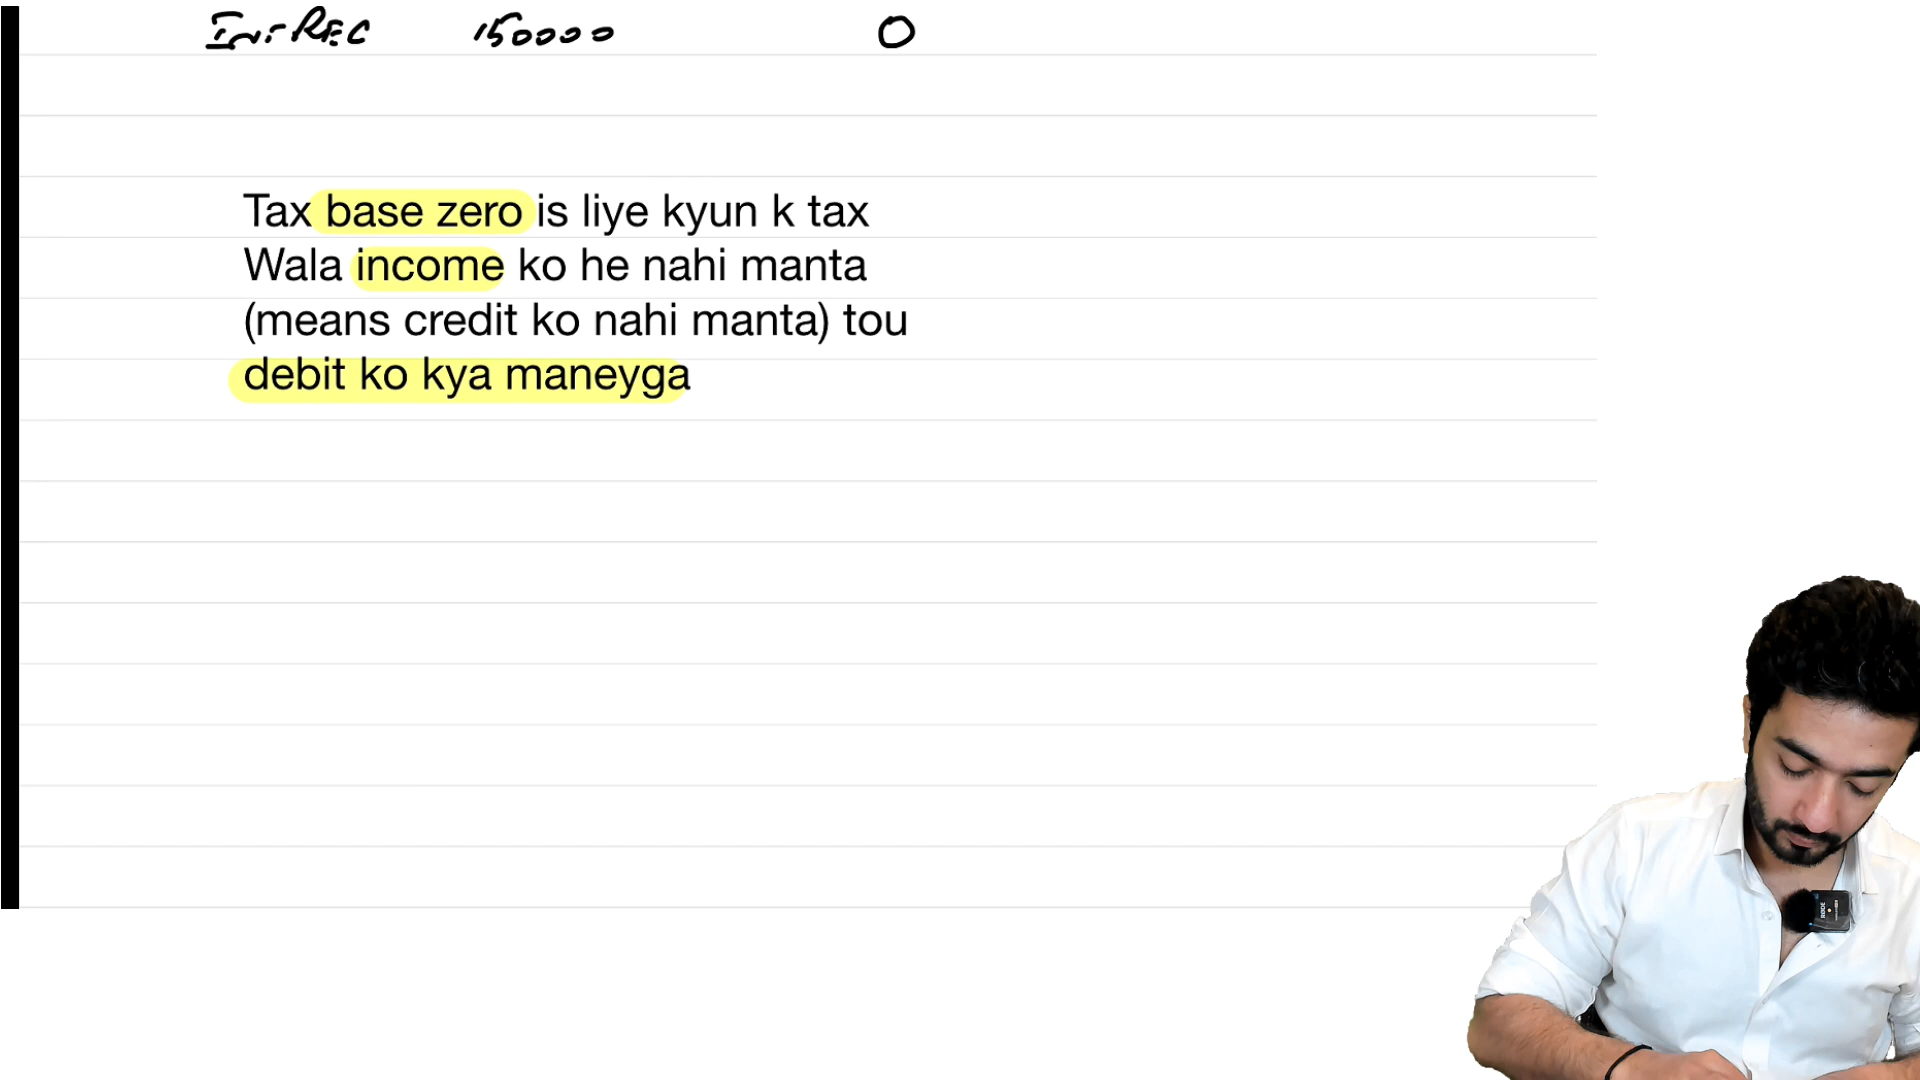 Int REC 150000 0
Tax base zero is liye kyun k tax
Wala income ko he nahi manta
(means credit ko nahi manta) tou
debit ko kya maneyga
RØDE